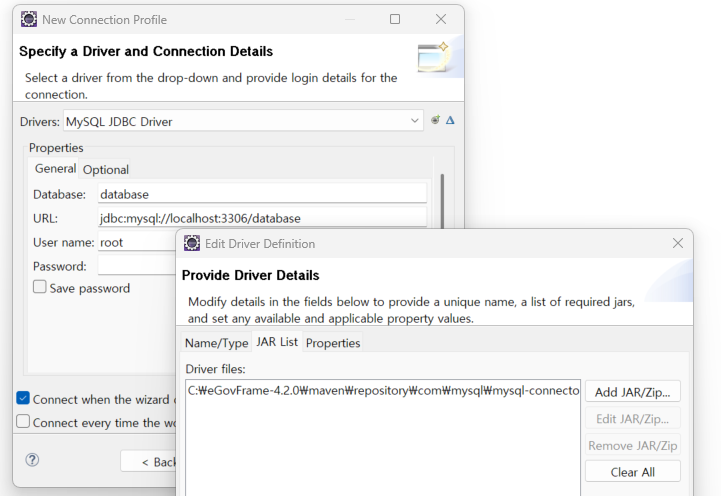 New Connection Profile
Specify a Driver and Connection Details
Select a driver from the drop-down and provide login details for the
connection.
Drivers: MySQL JDBC Driver
Properties
General Optional
Database: database
URL: jdbc:mysql://localhost:3306/database
User name: root
Password:
Save password
Connect when the wizard
Connect every time the
< Back
Edit Driver Definition
Provide Driver Details
Modify details in the fields below to provide a unique name, a list of required jars,
and set any available and applicable property values.
Name/Type JAR List Properties
Driver files:
C:₩eGovFrame-4.2.0₩maven₩repository₩com₩mysql₩mysql-connecto
Add JAR/Zip...
Edit JAR/Zip...
Remove JAR/Zip
Clear All